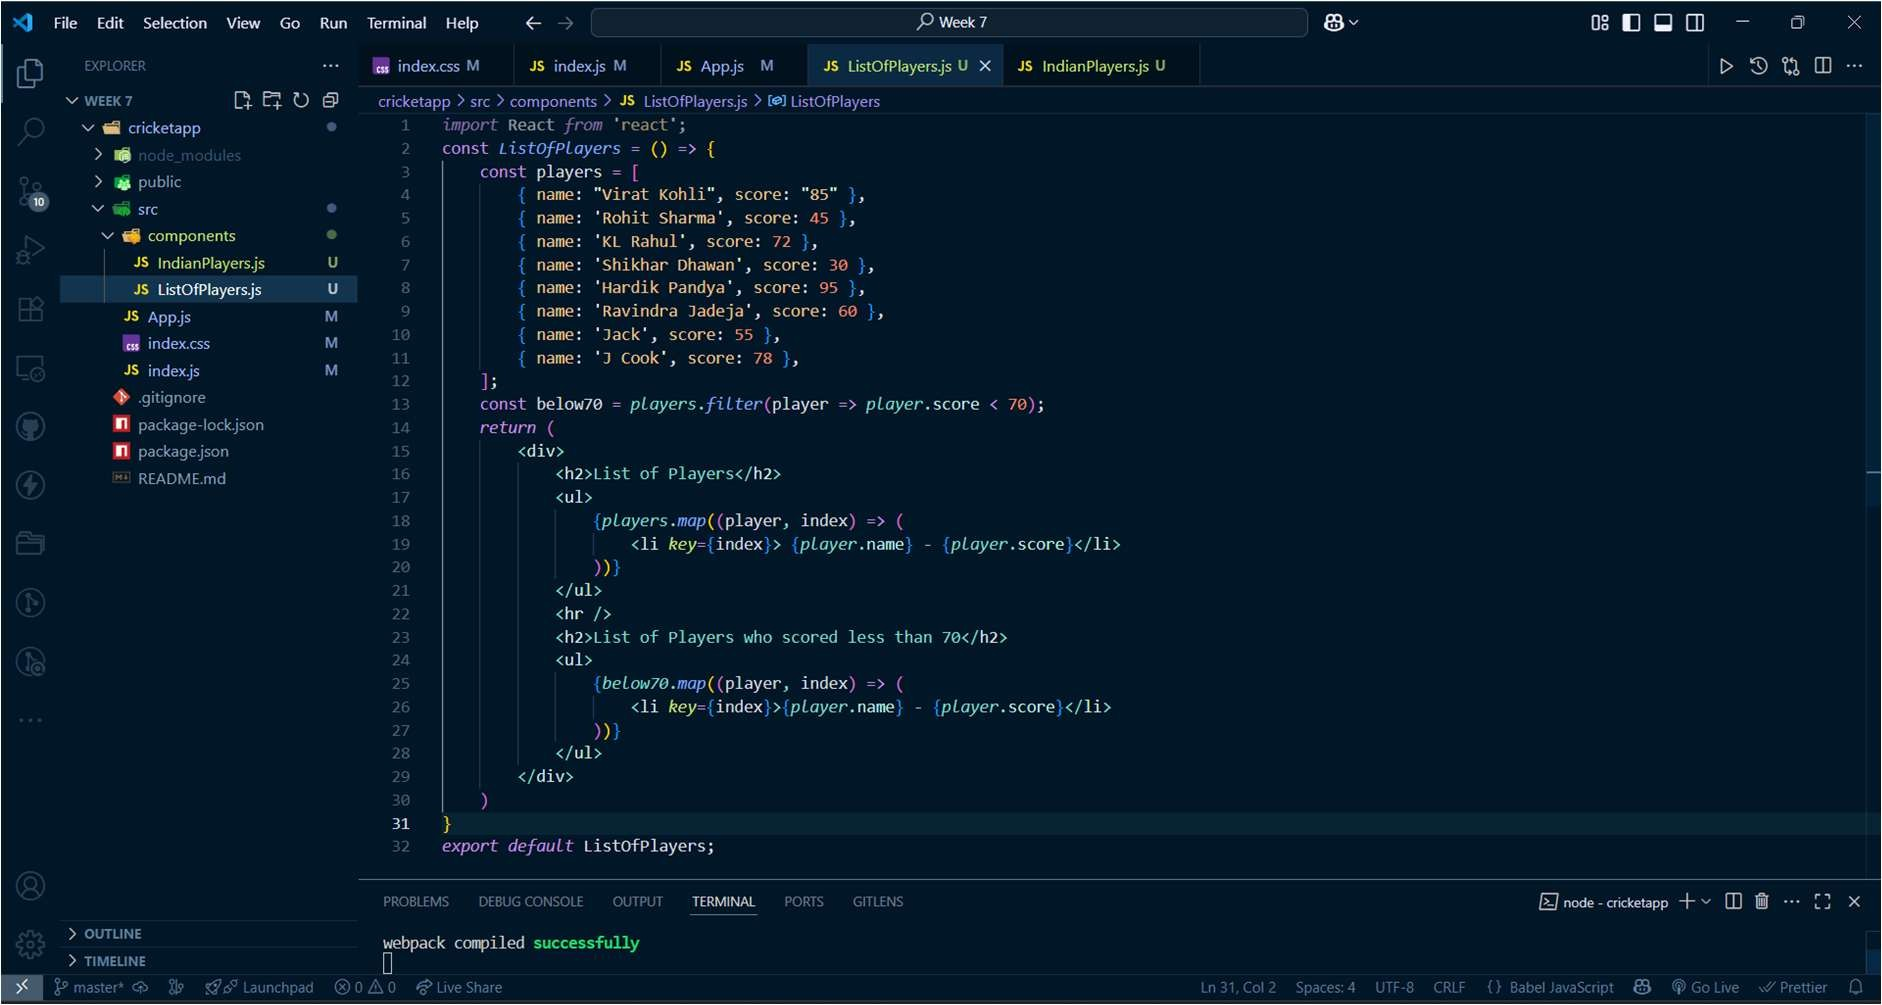 File Edit Selection View Go Run Terminal Help
Week 7
EXPLORER
index.css M
JS index.js M
JS App.js M
JS ListOfPlayers.js U
JS IndianPlayers.js U
WEEK 7
cricketapp
node_modules
public
src
components
JS IndianPlayers.js U
JS ListOfPlayers.js U
JS App.js M
css index.css M
JS index.js M
.gitignore
package-lock.json
package.json
README.md
10
OUTLINE
TIMELINE
cricketapp > src > components > JS ListOfPlayers.js > ListOfPlayers
1 import React from 'react';
2 const ListOfPlayers = () => {
3 const players = [
4 { name: "Virat Kohli", score: "85" },
5 { name: 'Rohit Sharma', score: 45 },
6 { name: 'KL Rahul', score: 72 },
7 { name: 'Shikhar Dhawan', score: 30 },
8 { name: 'Hardik Pandya', score: 95 },
9 { name: 'Ravindra Jadeja', score: 60 },
10 { name: 'Jack', score: 55 },
11 { name: 'J Cook', score: 78 },
12 ];
13 const below70 = players.filter(player => player.score < 70);
14 return (
15 <div>
16 <h2>List of Players</h2>
17 <ul>
18 {players.map((player, index) => (
19 <li key={index}> {player.name} - {player.score}</li>
20 ))}
21 </ul>
22 <hr />
23 <h2>List of Players who scored less than 70</h2>
24 <ul>
25 {below70.map((player, index) => (
26 <li key={index}>{player.name} - {player.score}</li>
27 ))}
28 </ul>
29 </div>
30 )
31 }
32 export default ListOfPlayers;
PROBLEMS DEBUG CONSOLE OUTPUT TERMINAL PORTS GITLENS
node - cricketapp
webpack compiled successfully
master* Launchpad 0 0 Live Share
Ln 31, Col 2 Spaces: 4 UTF-8 CRLF {} Babel JavaScript Go Live Prettier